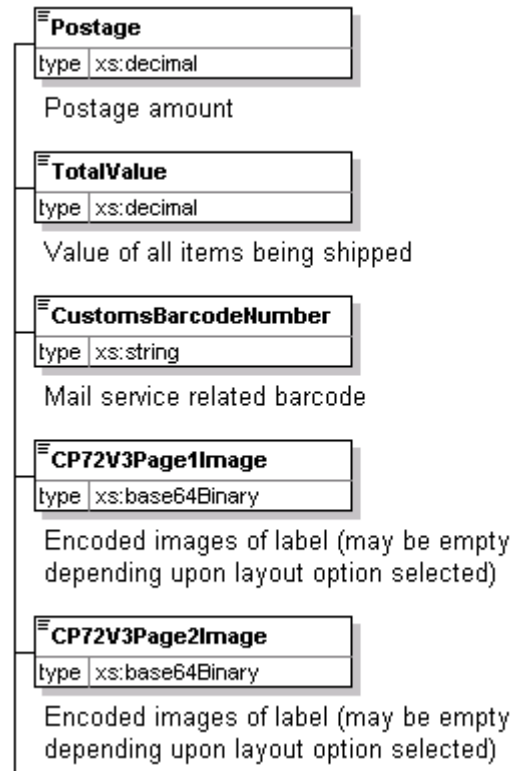 Postage
type xs:decimal
Postage amount
TotalValue
type xs:decimal
Value of all items being shipped
CustomsBarcodeNumber
type xs:string
Mail service related barcode
CP72V3Page1Image
type xs:base64Binary
Encoded images of label (may be empty
depending upon layout option selected)
CP72V3Page2Image
type xs:base64Binary
Encoded images of label (may be empty
depending upon layout option selected)